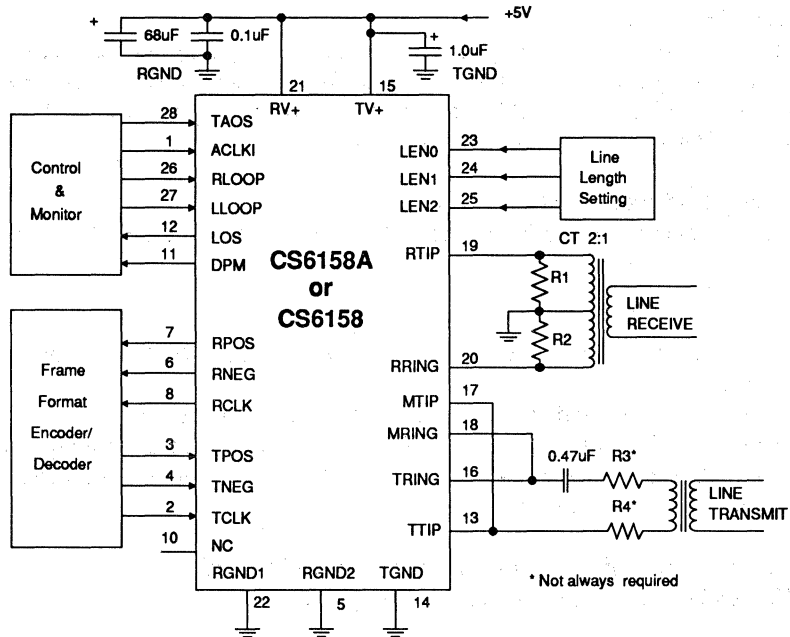 +5V
+ 68uF 0.1uF
RGND
+ 1.0uF
TGND
21 15
RV+ TV+
Control
&
Monitor
28 TAOS
1 ACLKI
26 RLOOP
27 LLOOP
12 LOS
11 DPM
CS6158A
or
CS6158
LEN0 23
LEN1 24
LEN2 25
Line
Length
Setting
CT 2:1
RTIP 19
R1
R2
LINE
RECEIVE
RRING 20
Frame
Format
Encoder/
Decoder
7 RPOS
6 RNEG
8 RCLK
3 TPOS
4 TNEG
2 TCLK
10 NC
MTIP 17
MRING 18
TRING 16
TTIP 13
0.47uF R3*
R4*
LINE
TRANSMIT
RGND1 RGND2 TGND
22 5 14
* Not always required